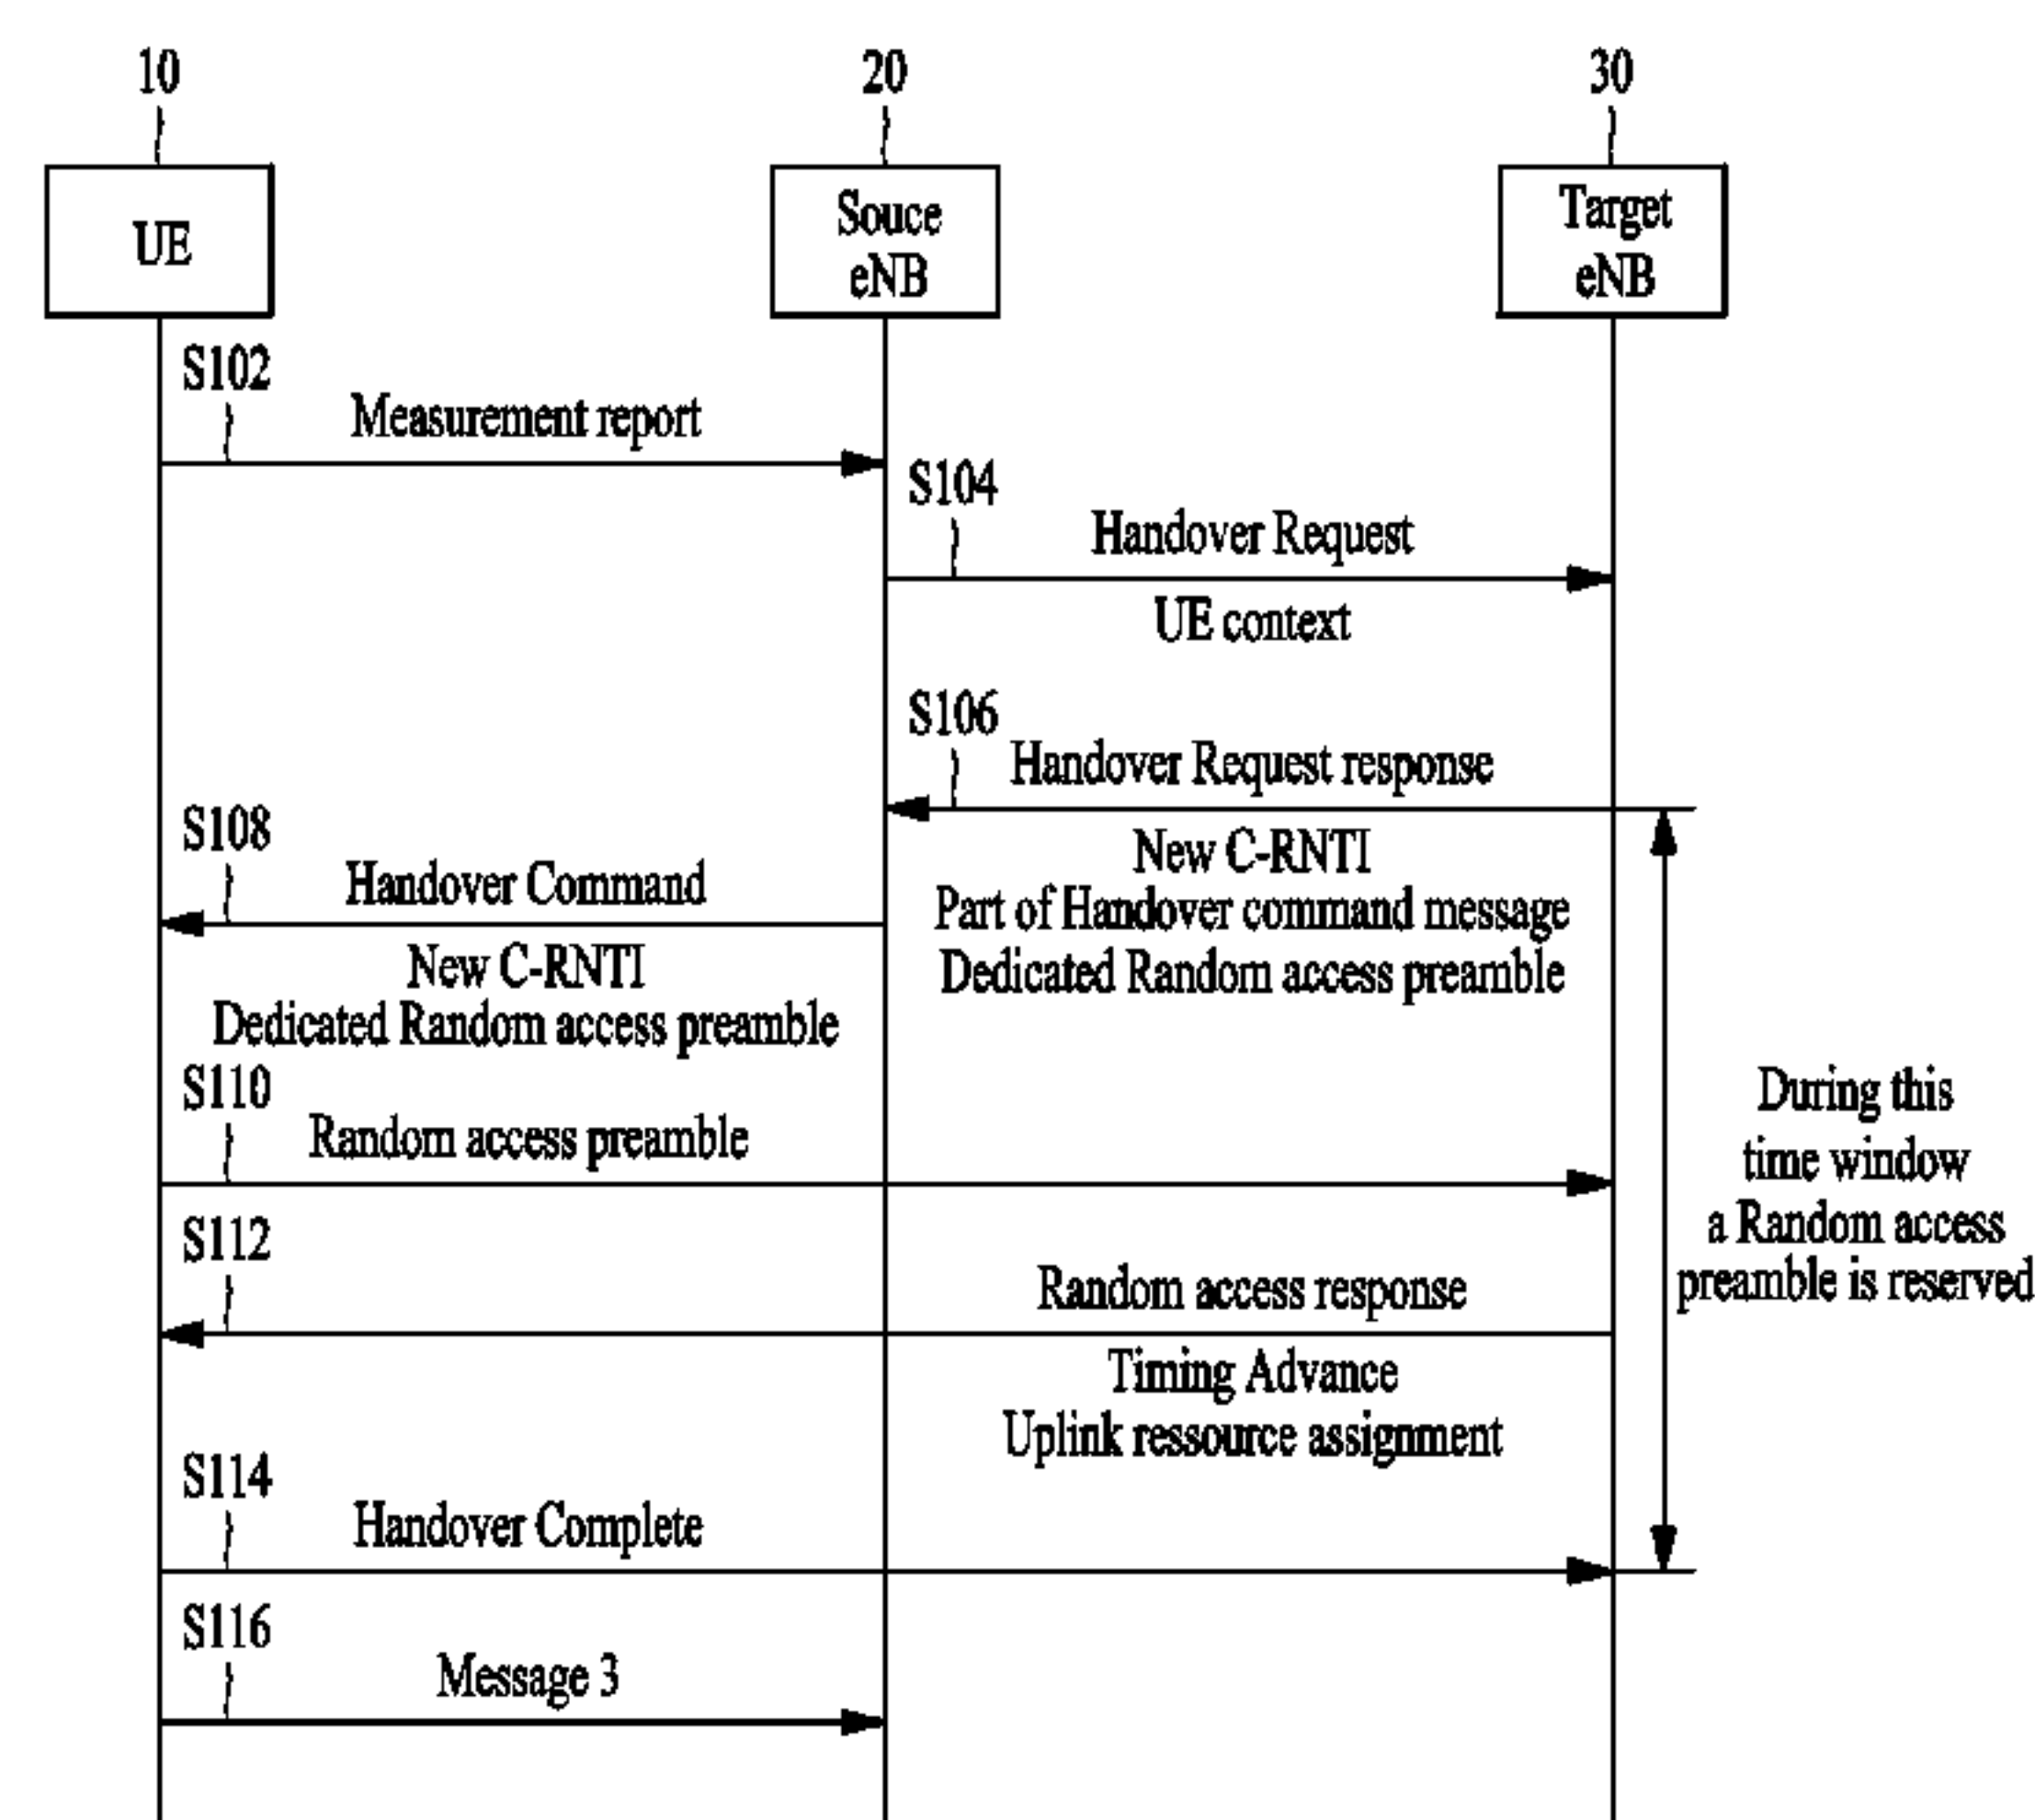 10
20
30
UE
Souce
eNB
Target
eNB
S102
Measurement report
S104
Handover Request
UE context
S106
Handover Request response
New C-RNTI
Part of Handover command message
Dedicated Random access preamble
S108
Handover Command
New C-RNTI
Dedicated Random access preamble
S110
Random access preamble
During this
time window
a Random access
preamble is reserved
S112
Random access response
Timing Advance
Uplink ressource assignment
S114
Handover Complete
S116
Message 3